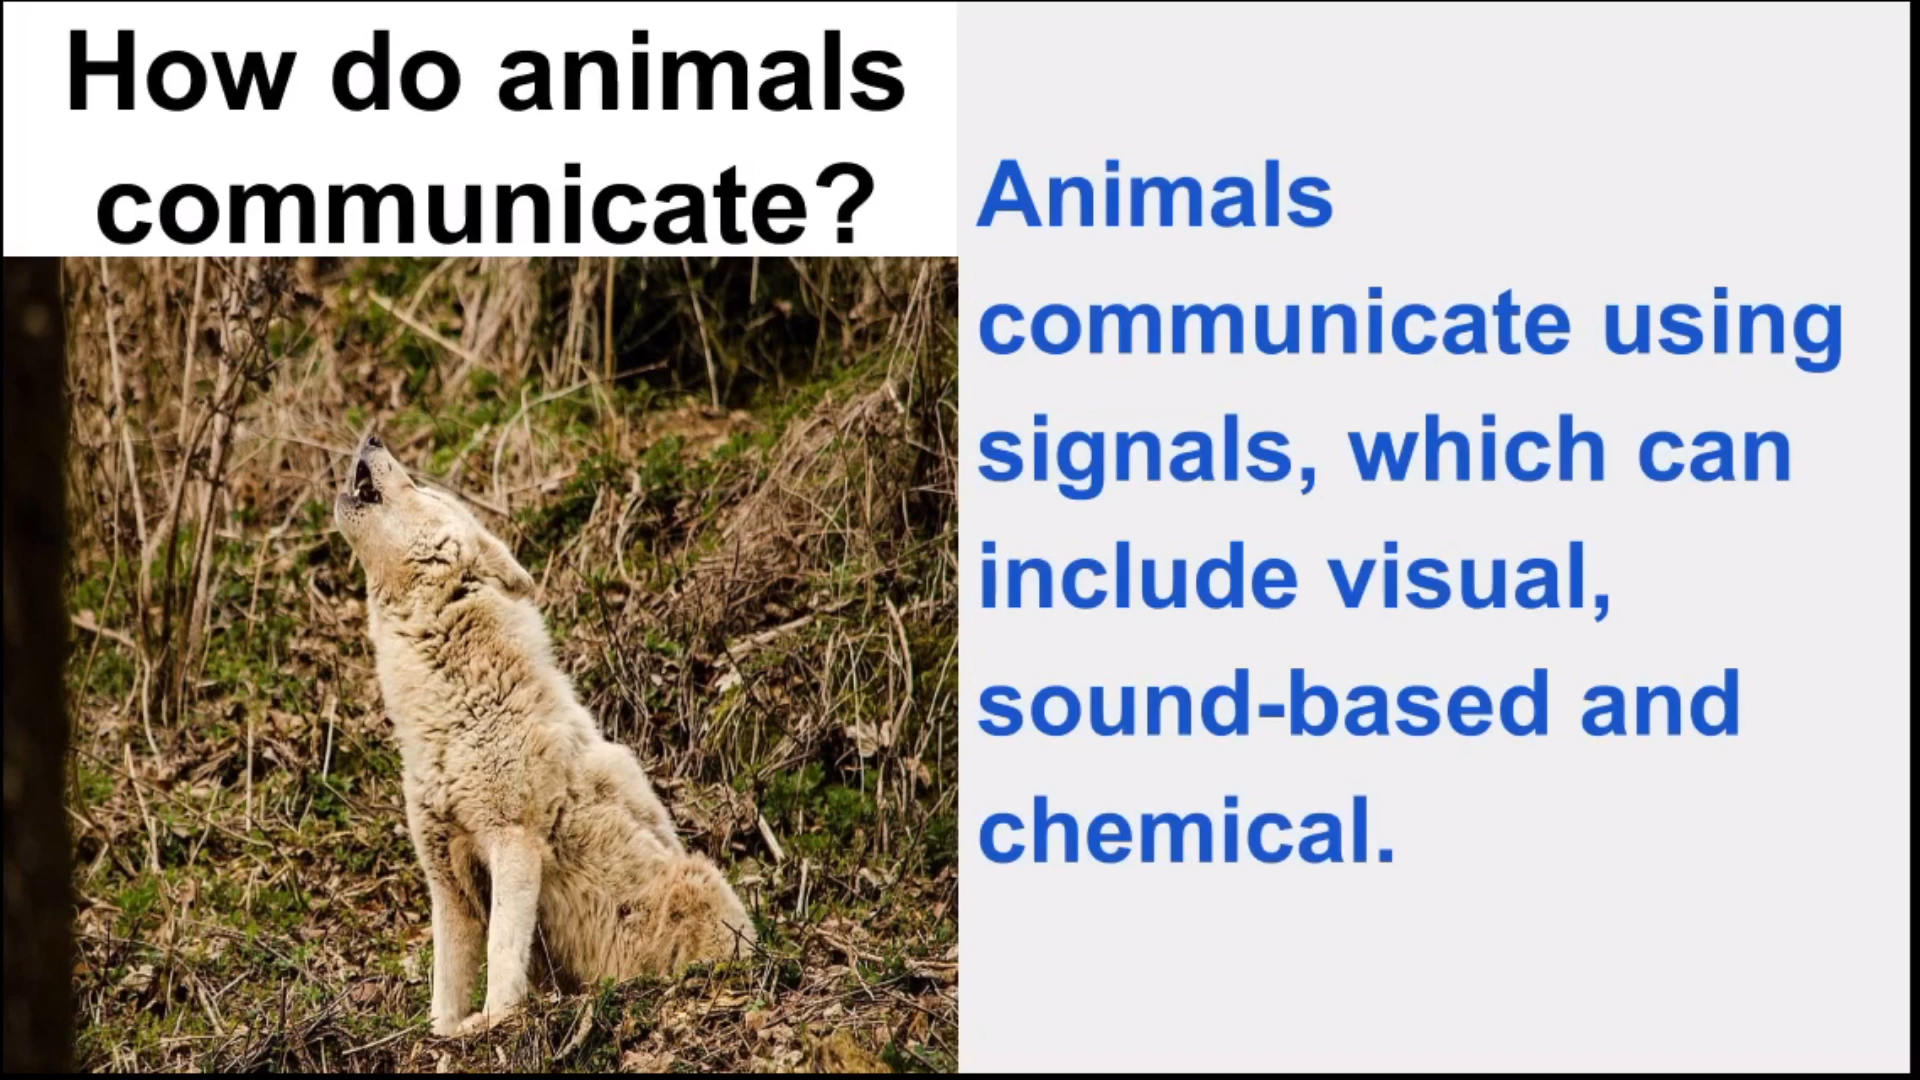 How do animals
communicate?
Animals
communicate using
signals, which can
include visual,
sound-based and
chemical.